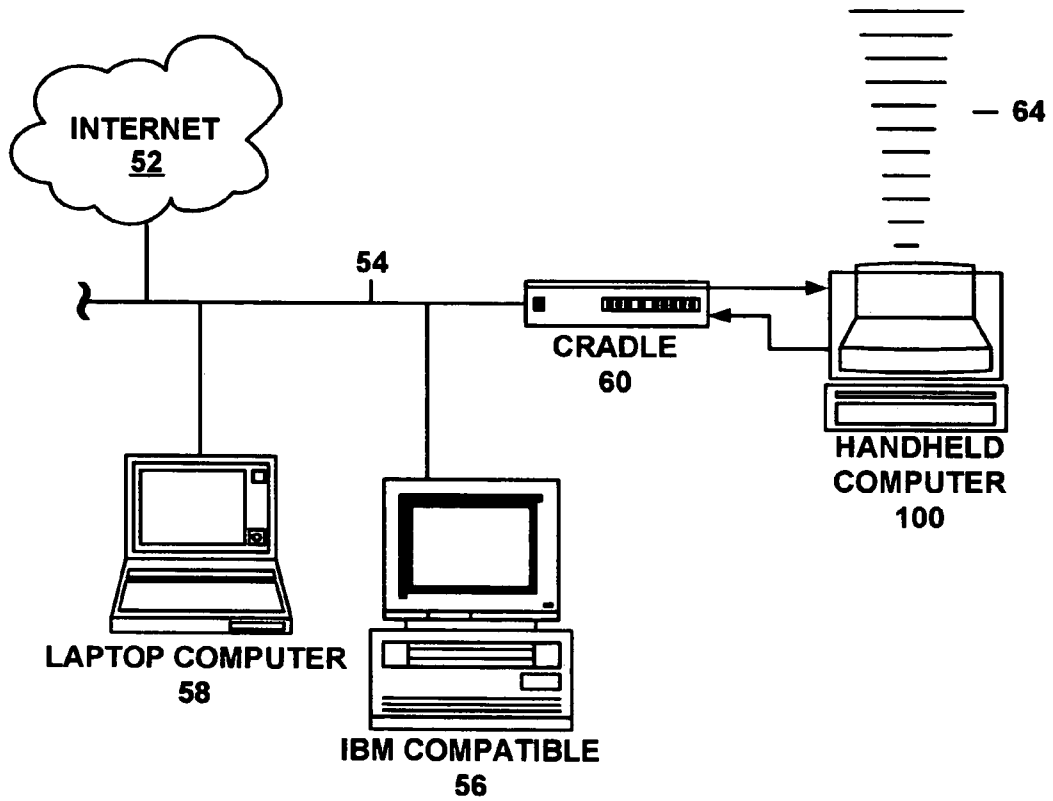 INTERNET
52
64
54
CRADLE
60
HANDHELD
COMPUTER
100
LAPTOP COMPUTER
58
IBM COMPATIBLE
56